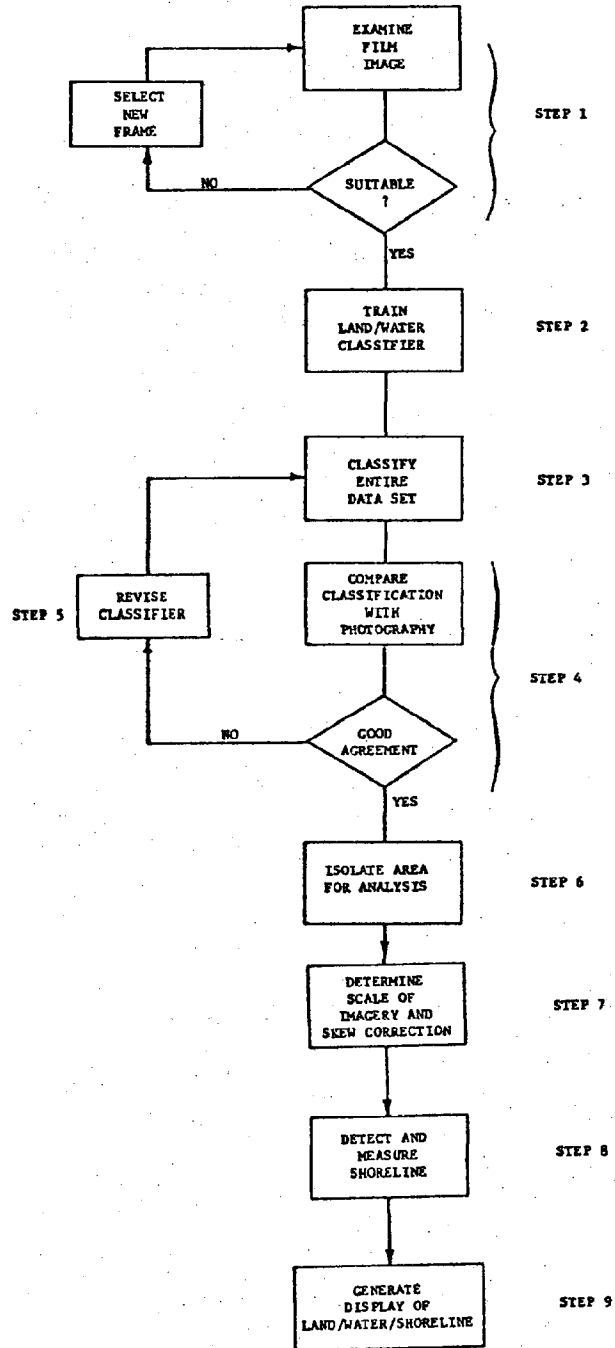 EXAMINE
FILM
IMAGE
SELECT
NEW
FRAME
STEP 1
NO
SUITABLE
?
YES
TRAIN
LAND/WATER
CLASSIFIER
STEP 2
CLASSIFY
ENTIRE
DATA SET
STEP 3
COMPARE
CLASSIFICATION
WITH
PHOTOGRAPHY
STEP 5
REVISE
CLASSIFIER
STEP 4
NO
GOOD
AGREEMENT
YES
ISOLATE AREA
FOR ANALYSIS
STEP 6
DETERMINE
SCALE OF
IMAGERY AND
SKEW CORRECTION
STEP 7
DETECT AND
MEASURE
SHORELINE
STEP 8
GENERATE
DISPLAY OF
LAND/WATER/SHORELINE
STEP 9